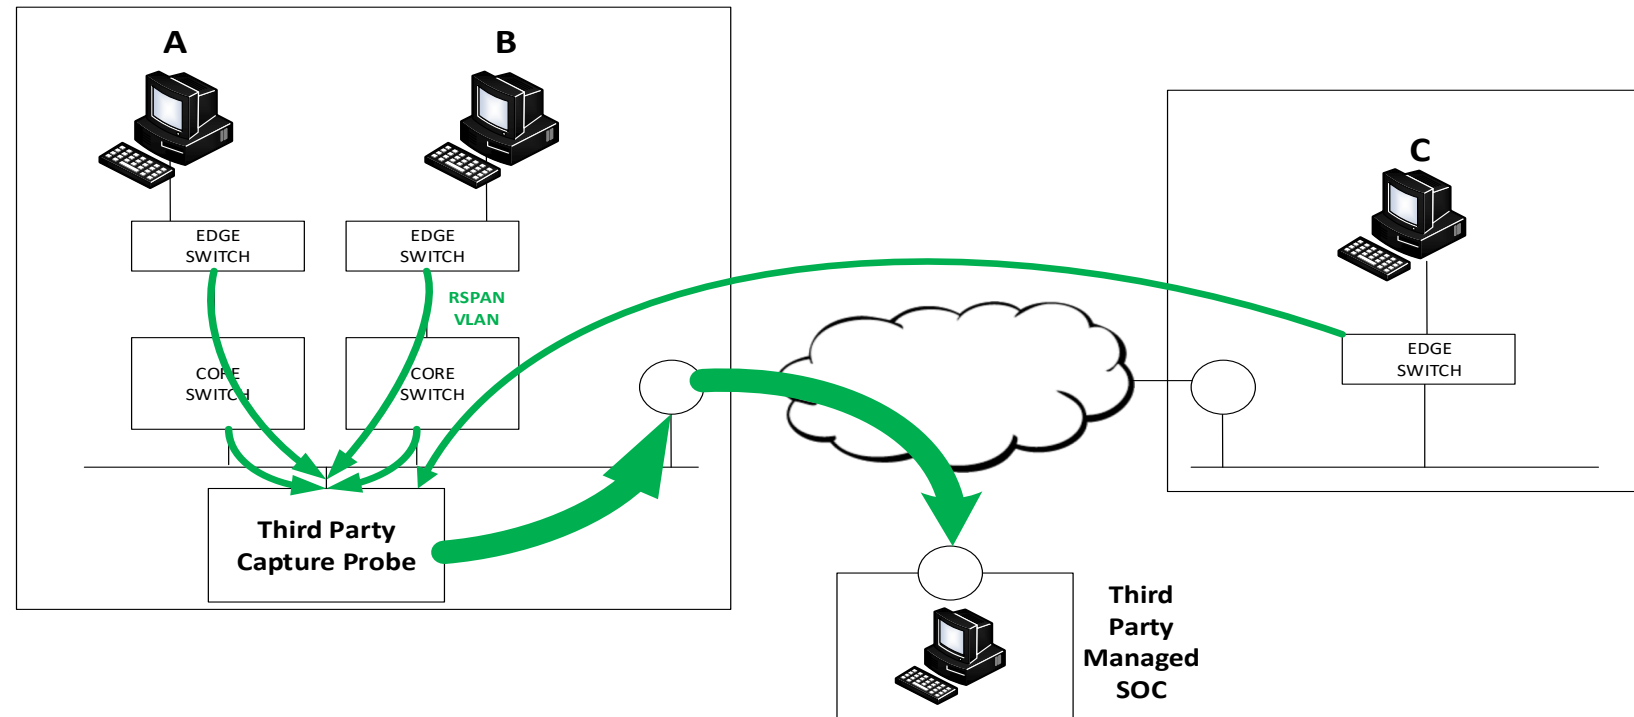 A
B
C
EDGE
SWITCH
EDGE
SWITCH
RSPAN
VLAN
EDGE
SWITCH
CORE
SWITCH
CORE
SWITCH
Third Party
Capture Probe
Third
Party
Managed
SOC